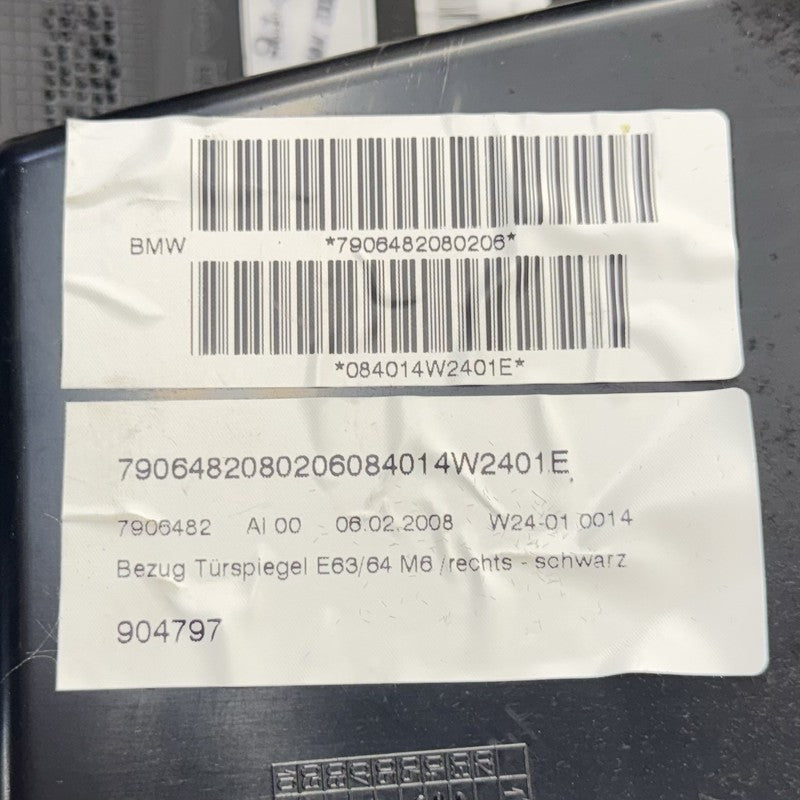 BMW *7906482080206*
*084014W2401E*
7906482080206084014W2401E
7906482 AI 00 06.02.2008 W24-01 0014
Bezug Türspiegel E63/64 M6 /rechts - schwarz
904797